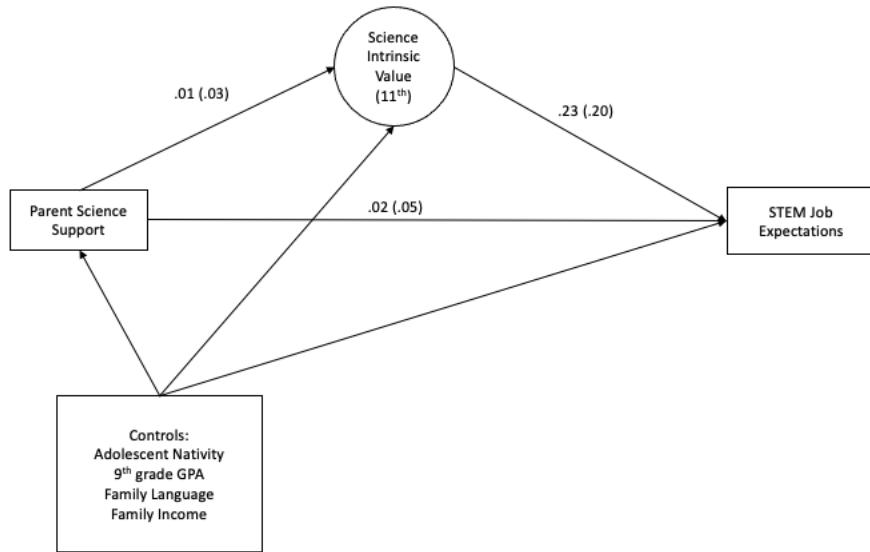 Science
Intrinsic
Value
(11th)
.01 (.03)
.23 (.20)
Parent Science
Support
.02 (.05)
STEM Job
Expectations
Controls:
Adolescent Nativity
9th grade GPA
Family Language
Family Income